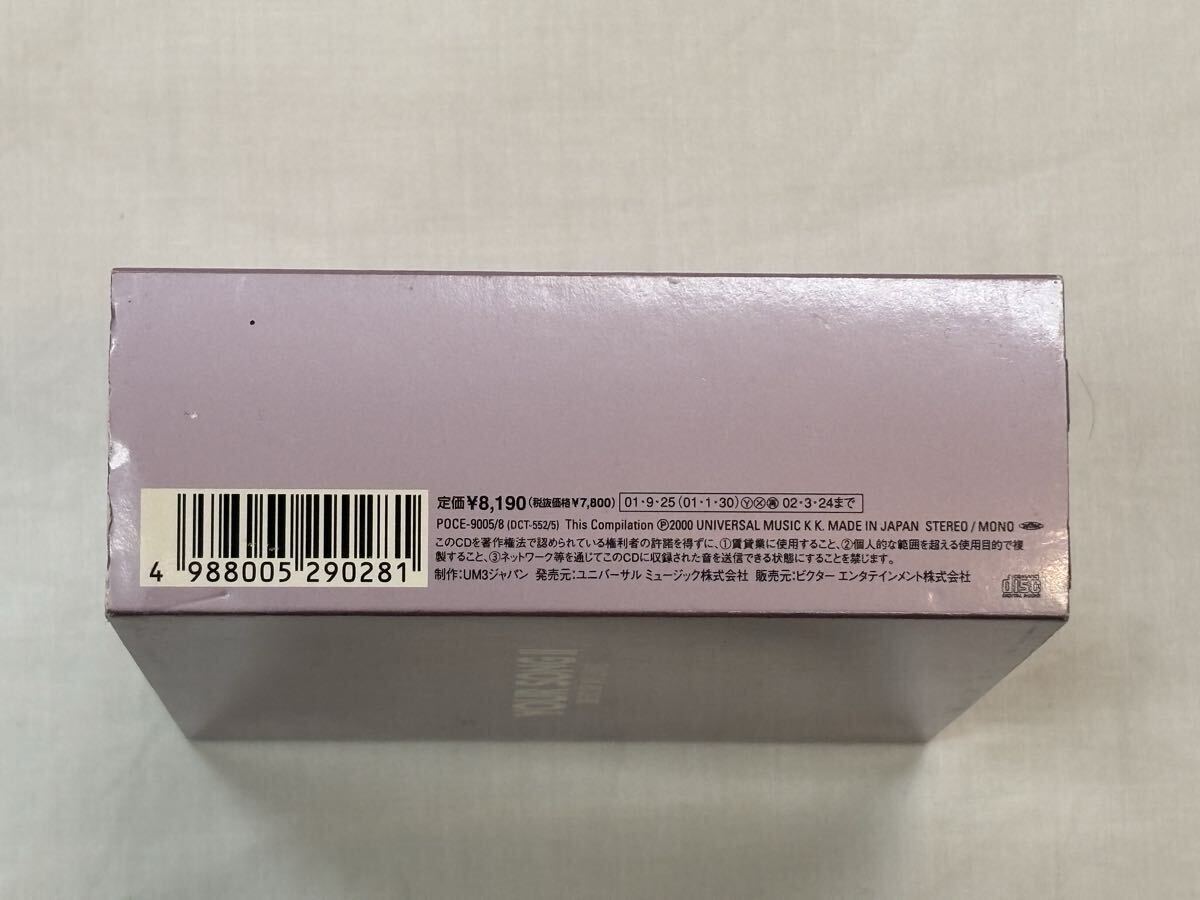 定価¥8,190(税抜価格¥7,800) 01・9・25(01・1・30)Ⓨ Ⓧ 02・3・24まで
POCE-9005/8 (DCT-552/5) This Compilation Ⓟ2000 UNIVERSAL MUSIC K.K. MADE IN JAPAN STEREO/MONO
このCDを著作権法で認められている権利者の許諾を得ずに、①賃貸業に使用すること、②個人的な範囲を超える使用目的で複
製すること、③ネットワーク等を通じてこのCDに収録された音を送信できる状態にすることを禁じます。
制作:UM3ジャパン 発売元:ユニバーサル ミュージック株式会社 販売元:ビクター エンタテインメント株式会社
4 988005 290281
disc
YOUR SONG II